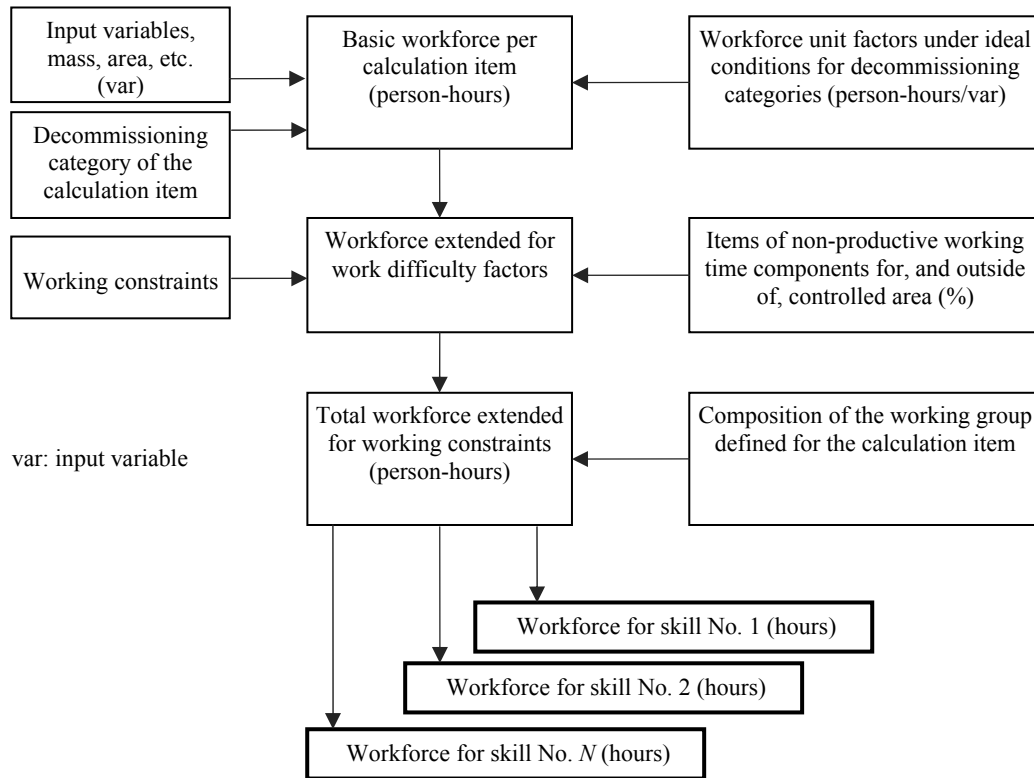 Input variables,
mass, area, etc.
(var)
Basic workforce per
calculation item
(person-hours)
Workforce unit factors under ideal
conditions for decommissioning
categories (person-hours/var)
Decommissioning
category of the
calculation item
Working constraints
Workforce extended for
work difficulty factors
Items of non-productive working
time components for, and outside
of, controlled area (%)
var: input variable
Total workforce extended
for working constraints
(person-hours)
Composition of the working group
defined for the calculation item
Workforce for skill No. 1 (hours)
Workforce for skill No. 2 (hours)
Workforce for skill No. N (hours)